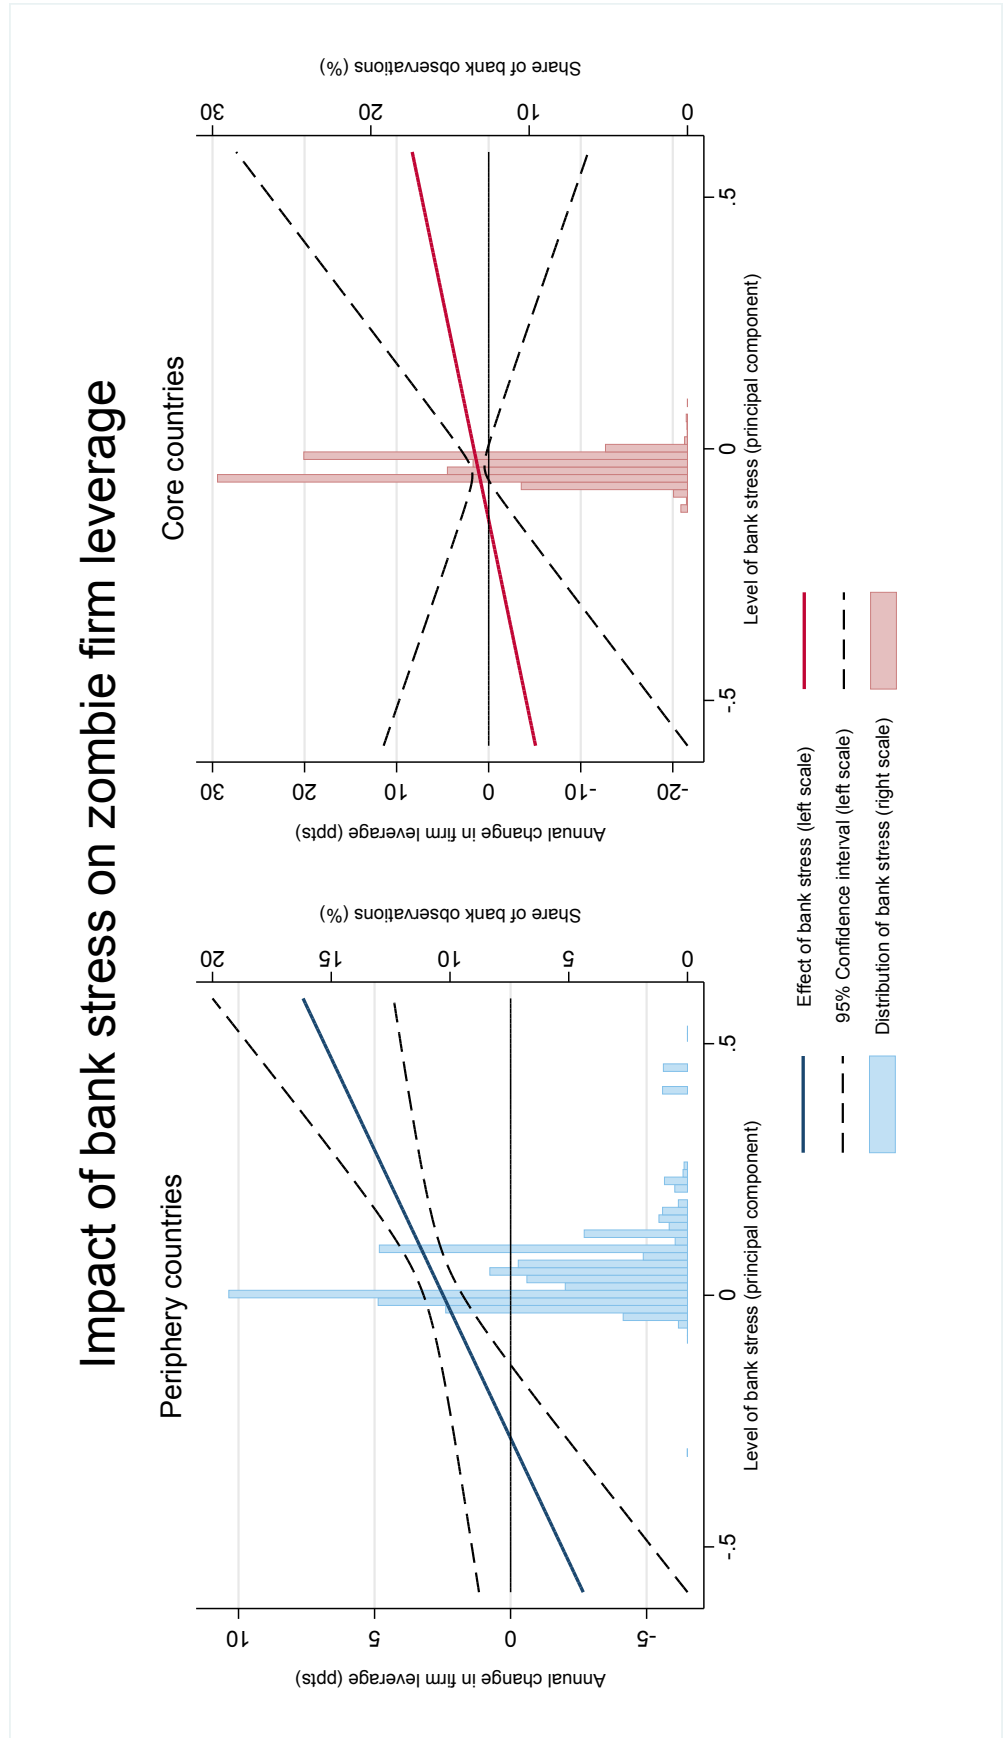 Impact of bank stress on zombie firm leverage
Periphery countries
Annual change in firm leverage (ppts)
10
5
0
-5
20
15
10
5
0
Share of bank observations (%)
-.5
0
.5
Level of bank stress (principal component)
Core countries
Annual change in firm leverage (ppts)
30
20
10
0
-10
-20
30
20
10
0
Share of bank observations (%)
-.5
0
.5
Level of bank stress (principal component)
Effect of bank stress (left scale)
95% Confidence interval (left scale)
Distribution of bank stress (right scale)